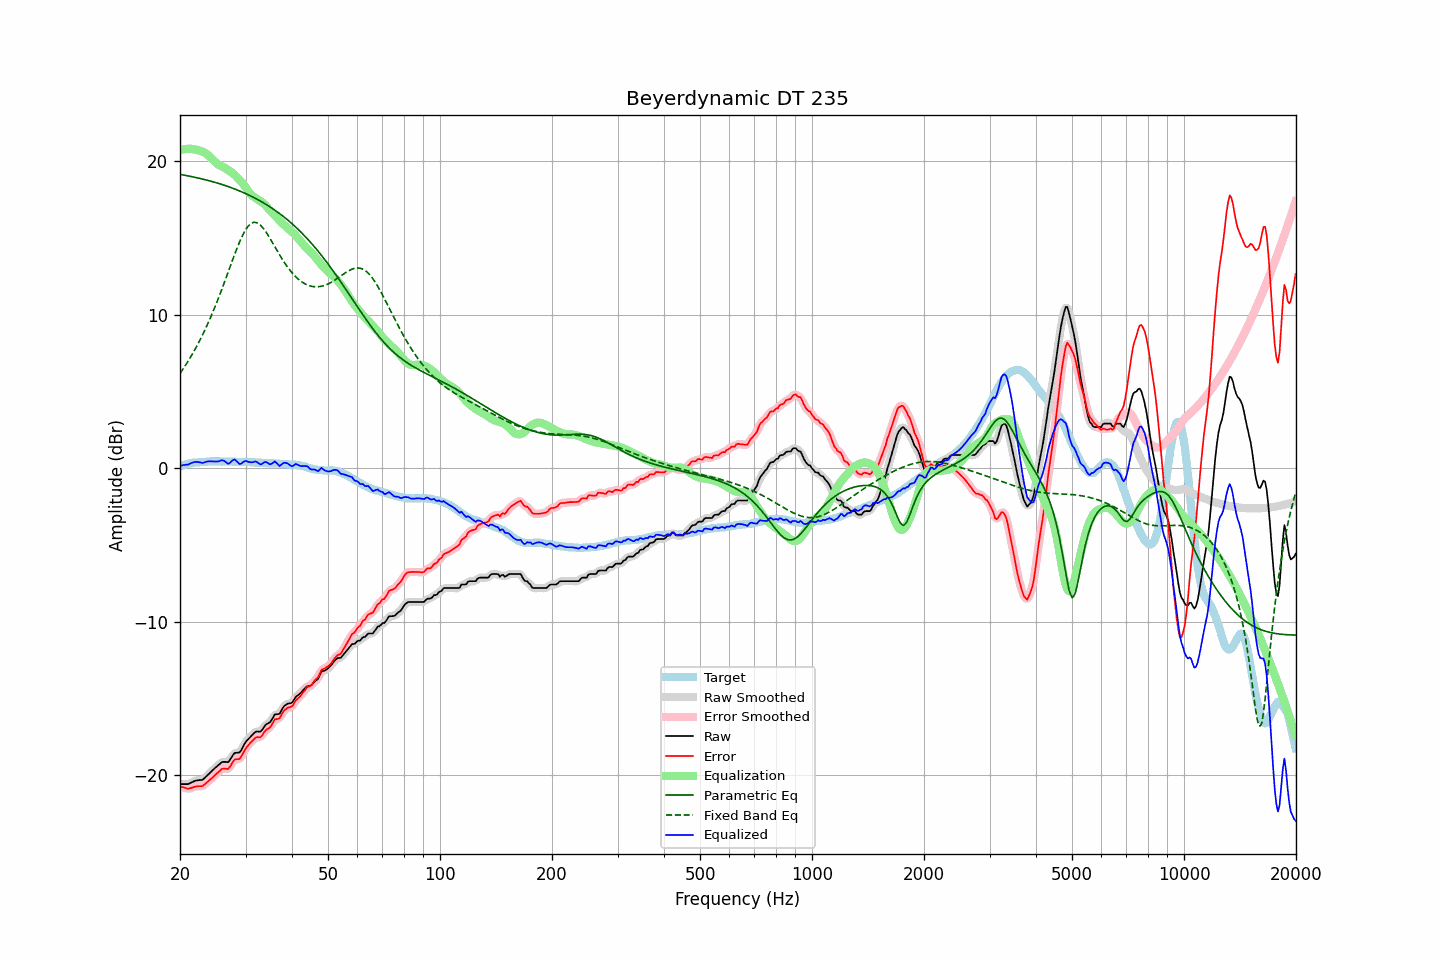 Beyerdynamic DT 235
Amplitude (dBr)
20
10
0
−10
−20
Target
Raw Smoothed
Error Smoothed
Raw
Error
Equalization
Parametric Eq
Fixed Band Eq
Equalized
20 50 100 200 500 1000 2000 5000 10000 20000
Frequency (Hz)